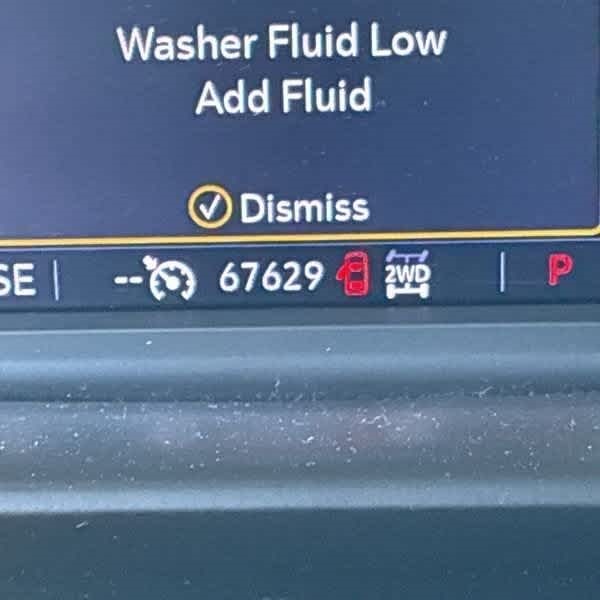 Washer Fluid Low
Add Fluid
Dismiss
SE -- 67629 2WD P